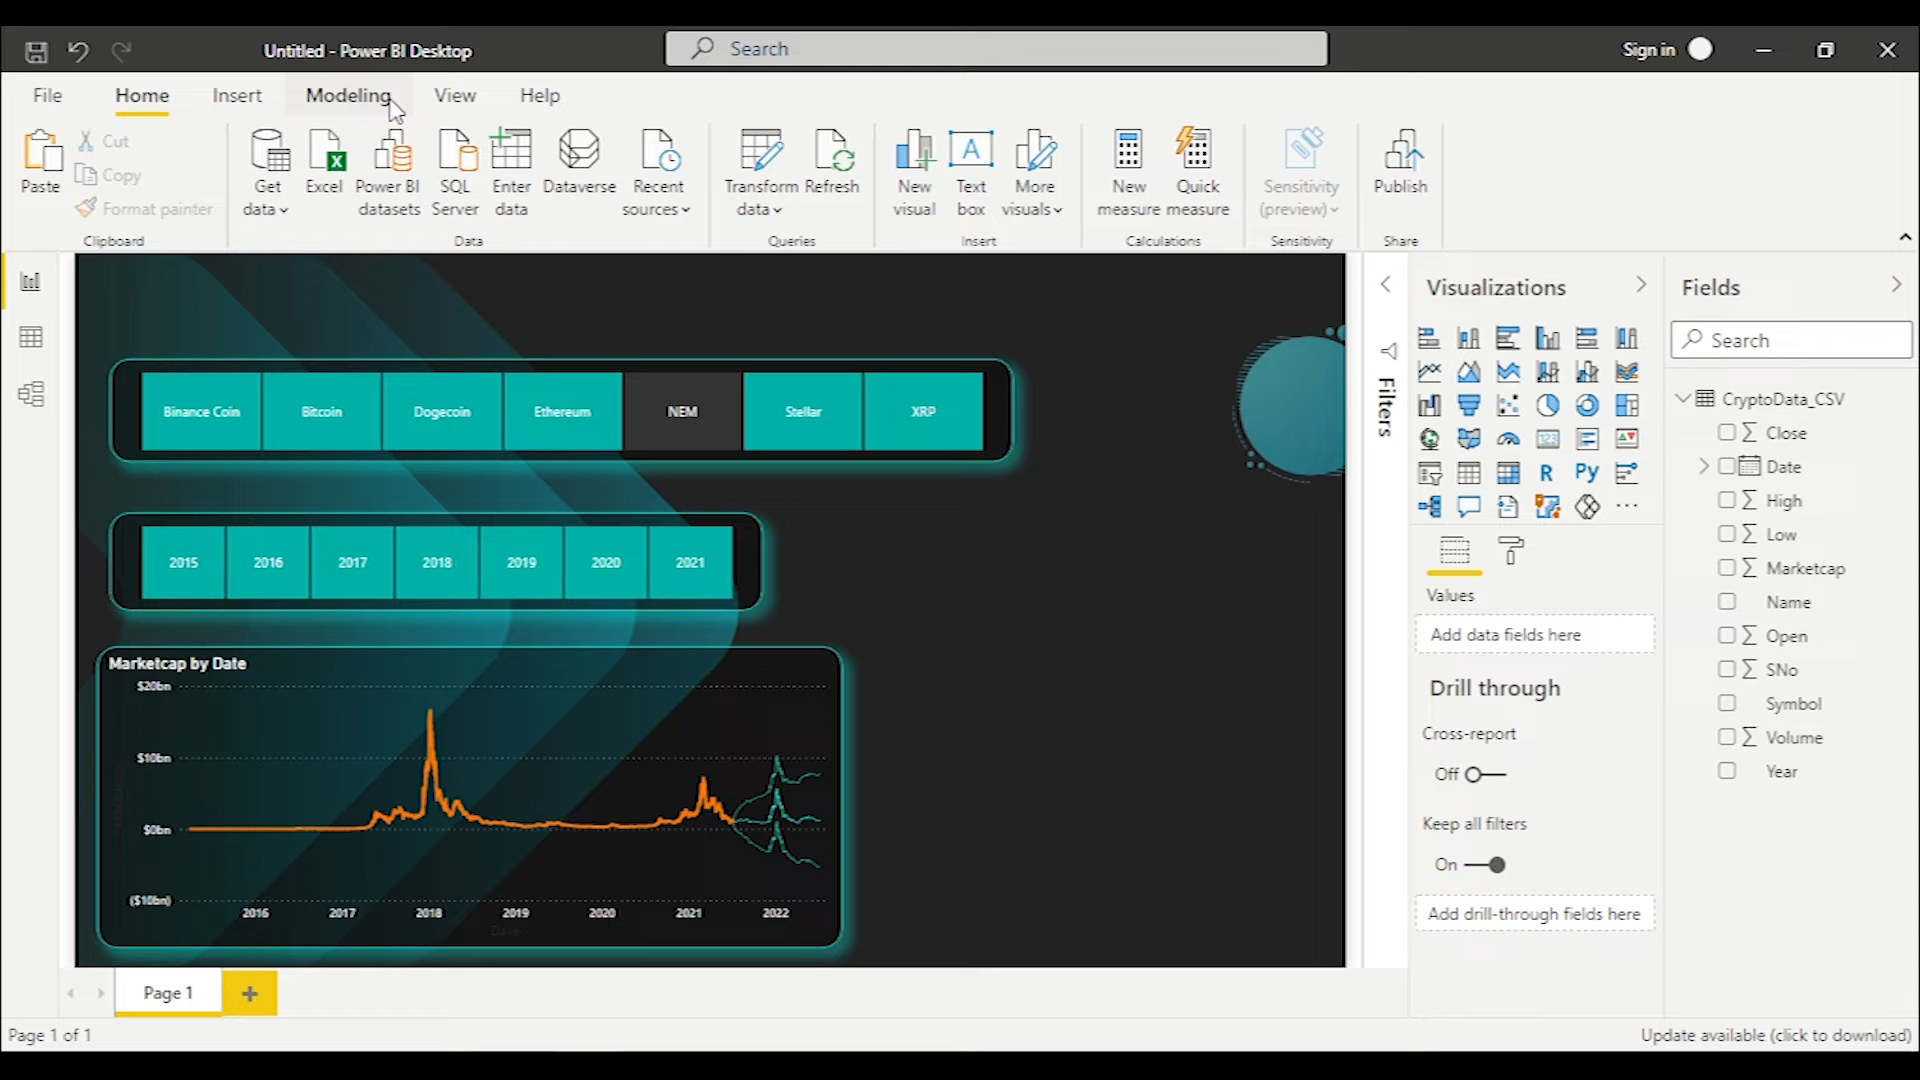 Untitled - Power BI Desktop
Search
Sign in
File Home Insert Modeling View Help
Paste
Cut
Copy
Format painter
Clipboard
Get data
Excel
Power BI datasets
SQL Server
Enter data
Dataverse
Recent sources
Data
Transform data
Refresh
Queries
New visual
Text box
More visuals
Insert
New measure
Quick measure
Calculations
Sensitivity (preview)
Sensitivity
Publish
Share
Binance Coin
Bitcoin
Dogecoin
Ethereum
NEM
Stellar
XRP
2015
2016
2017
2018
2019
2020
2021
Marketcap by Date
$20bn
$10bn
$0bn
($10bn)
2016 2017 2018 2019 2020 2021 2022
Date
Filters
Visualizations
R
Py
123
Values
Add data fields here
Drill through
Cross-report
Off
Keep all filters
On
Add drill-through fields here
Fields
Search
CryptoData_CSV
Σ Close
Date
Σ High
Σ Low
Σ Marketcap
Name
Σ Open
Σ SNo
Symbol
Σ Volume
Year
Page 1
Page 1 of 1
Update available (click to download)